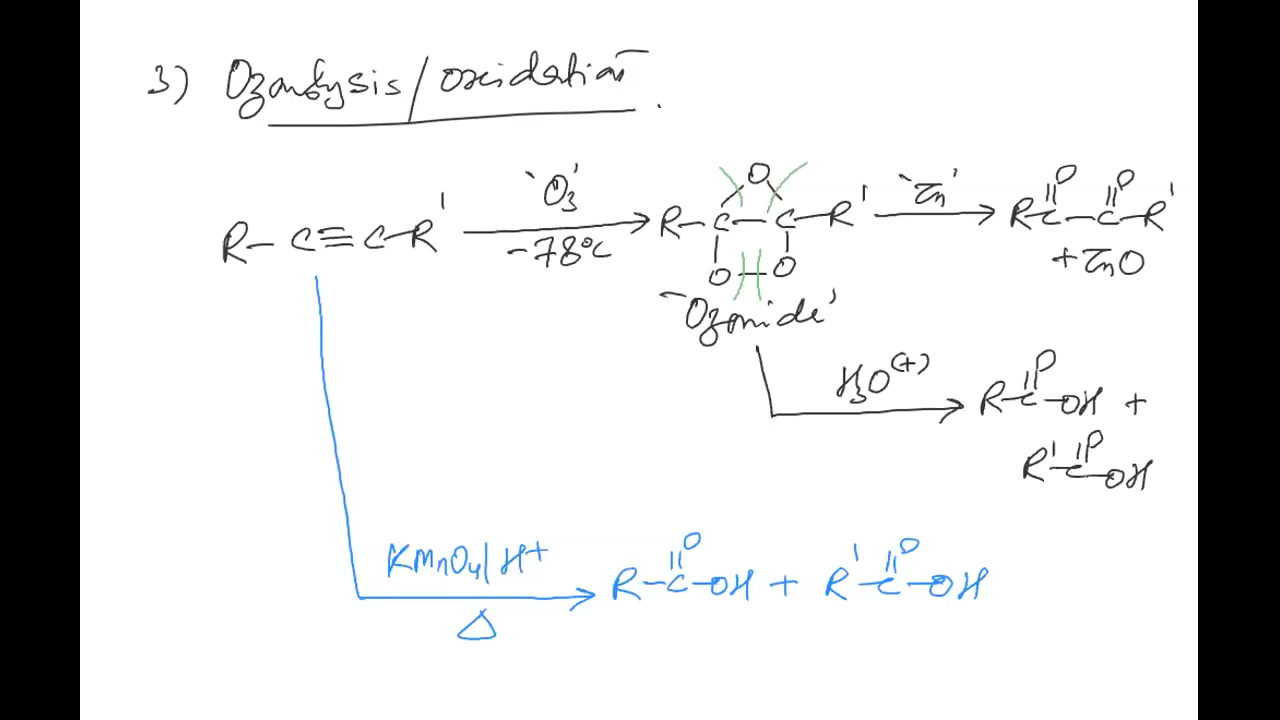 3) Ozonolysis/oxidation.
R-C≡C-R' 'O3' -78°C R-C-C-R' O O-O 'Zn' R-C(=O)-C(=O)-R'
+ ZnO
'Ozonide'
H3O(+) R-C(=O)-OH +
R'-C(=O)-OH
KMnO4/H+ R-C(=O)-OH + R'-C(=O)-OH
Δ